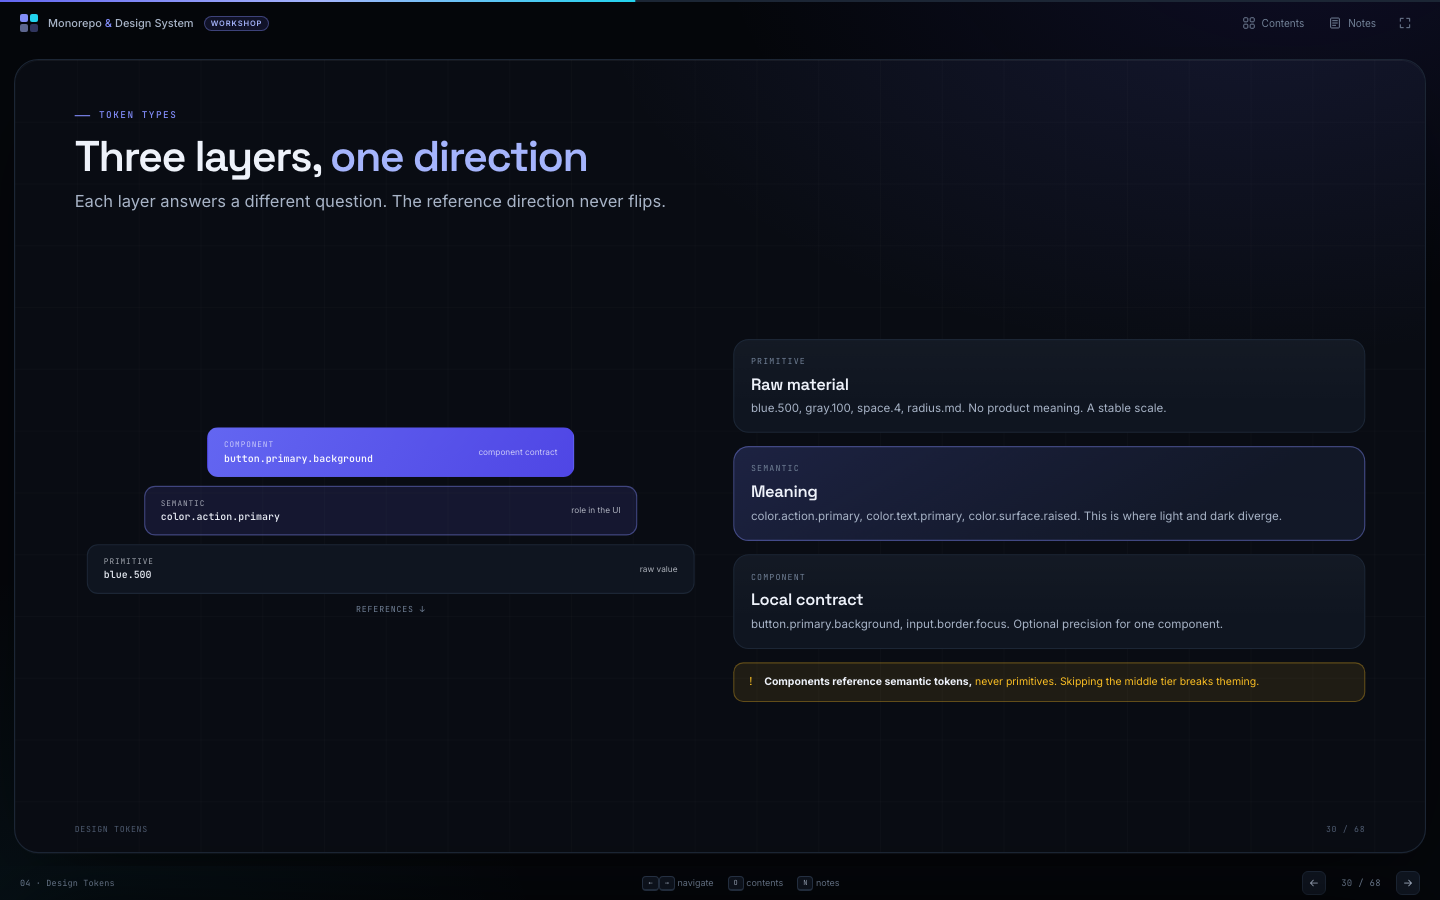 Monorepo & Design System
WORKSHOP
Contents
Notes
TOKEN TYPES
Three layers, one direction
Each layer answers a different question. The reference direction never flips.
COMPONENT
button.primary.background
component contract
SEMANTIC
color.action.primary
role in the UI
PRIMITIVE
blue.500
raw value
REFERENCES ↓
PRIMITIVE
Raw material
blue.500, gray.100, space.4, radius.md. No product meaning. A stable scale.
SEMANTIC
Meaning
color.action.primary, color.text.primary, color.surface.raised. This is where light and dark diverge.
COMPONENT
Local contract
button.primary.background, input.border.focus. Optional precision for one component.
! Components reference semantic tokens, never primitives. Skipping the middle tier breaks theming.
DESIGN TOKENS
30 / 68
04 · Design Tokens
← → navigate
O contents
N notes
← 30 / 68 →